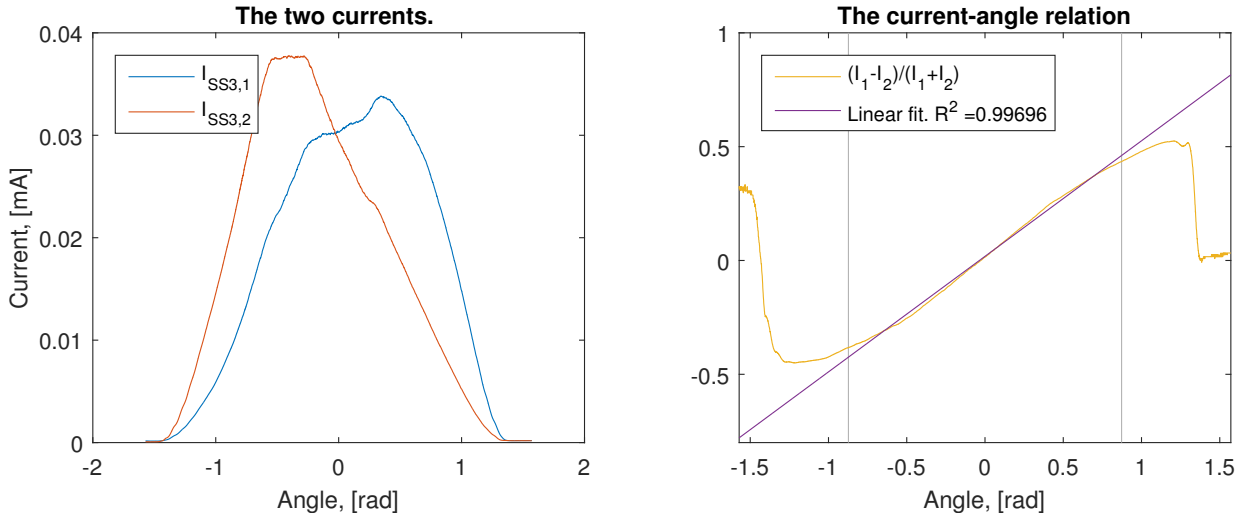 The two currents.
0.04
0.03
0.02
0.01
0
Current, [mA]
I_SS3,1
I_SS3,2
-2
-1
0
1
2
Angle, [rad]
The current-angle relation
1
0.5
0
-0.5
(I_1-I_2)/(I_1+I_2)
Linear fit. R^2 =0.99696
-1.5
-1
-0.5
0
0.5
1
1.5
Angle, [rad]